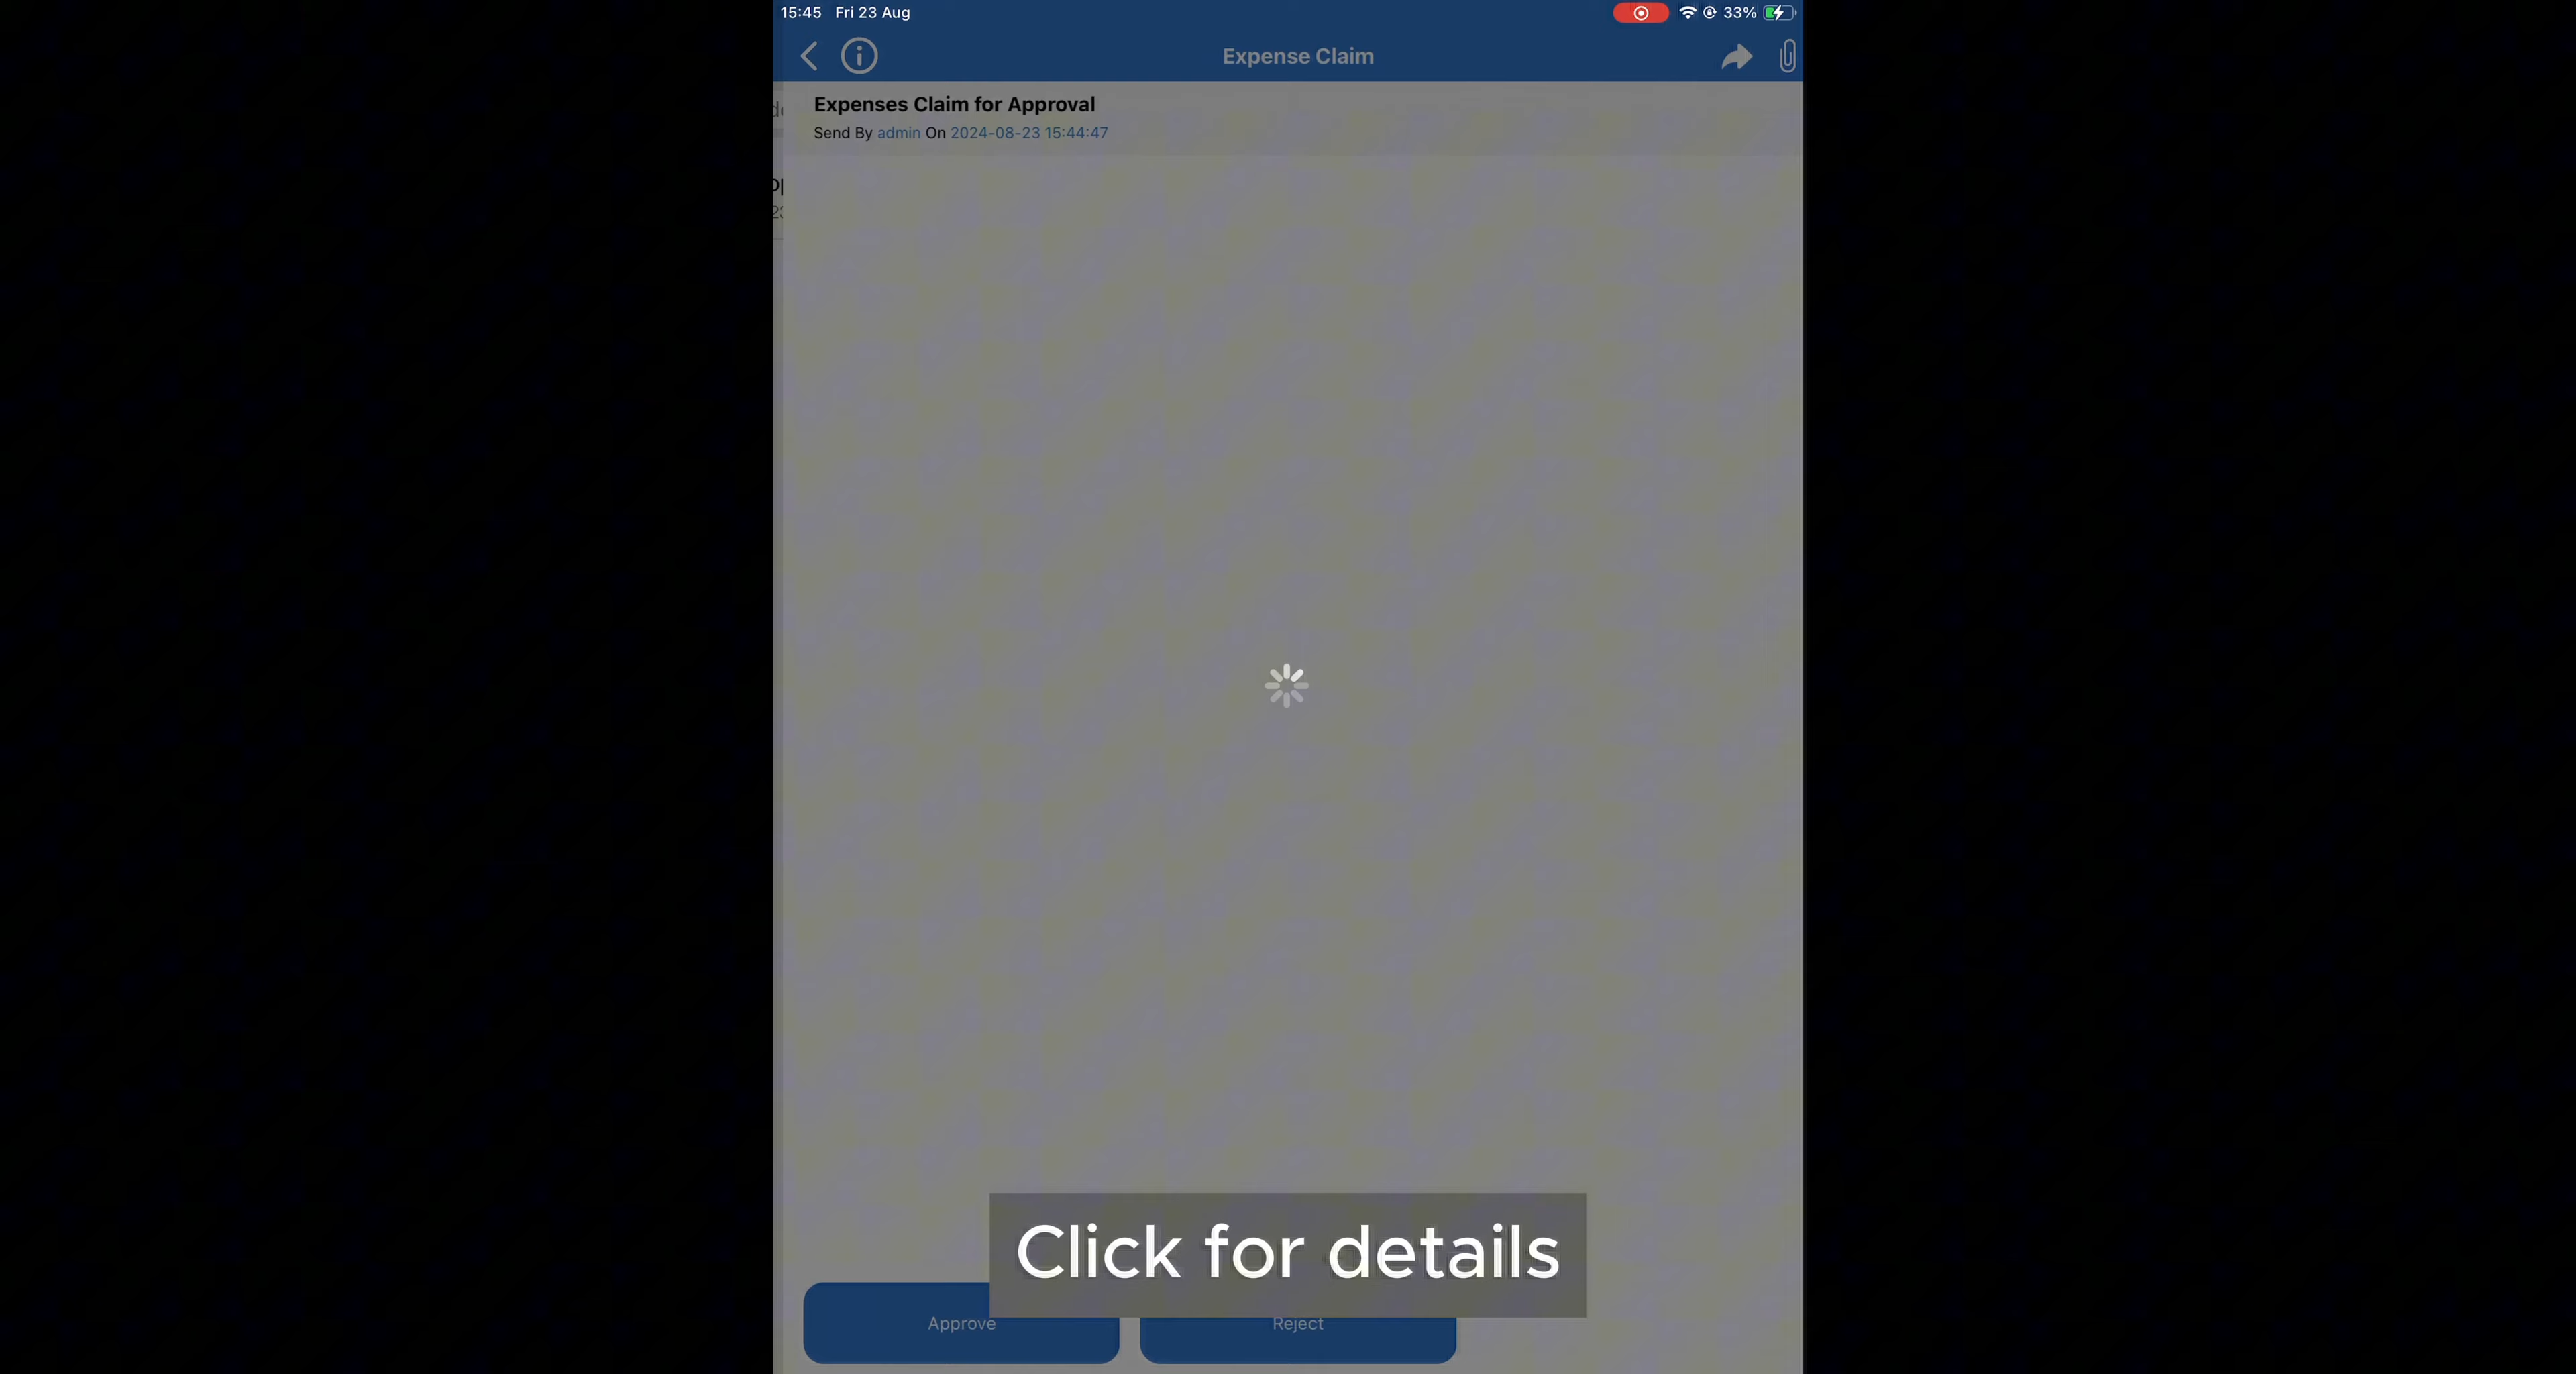 15:45 Fri 23 Aug 33%
Expense Claim
Expenses Claim for Approval
Send By admin On 2024-08-23 15:44:47
Click for details
Approve Reject